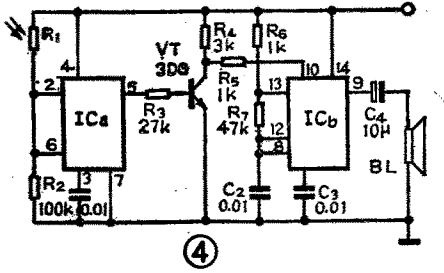 R1
R4
3k
R6
1k
VT
3DG
4
R5
1k
10
14
2
5
13
9
ICa
R3
27k
R7
47k
ICb
C4
10μ
12
8
6
BL
R2
100k
3
0.01
7
C2
0.01
C3
0.01
④